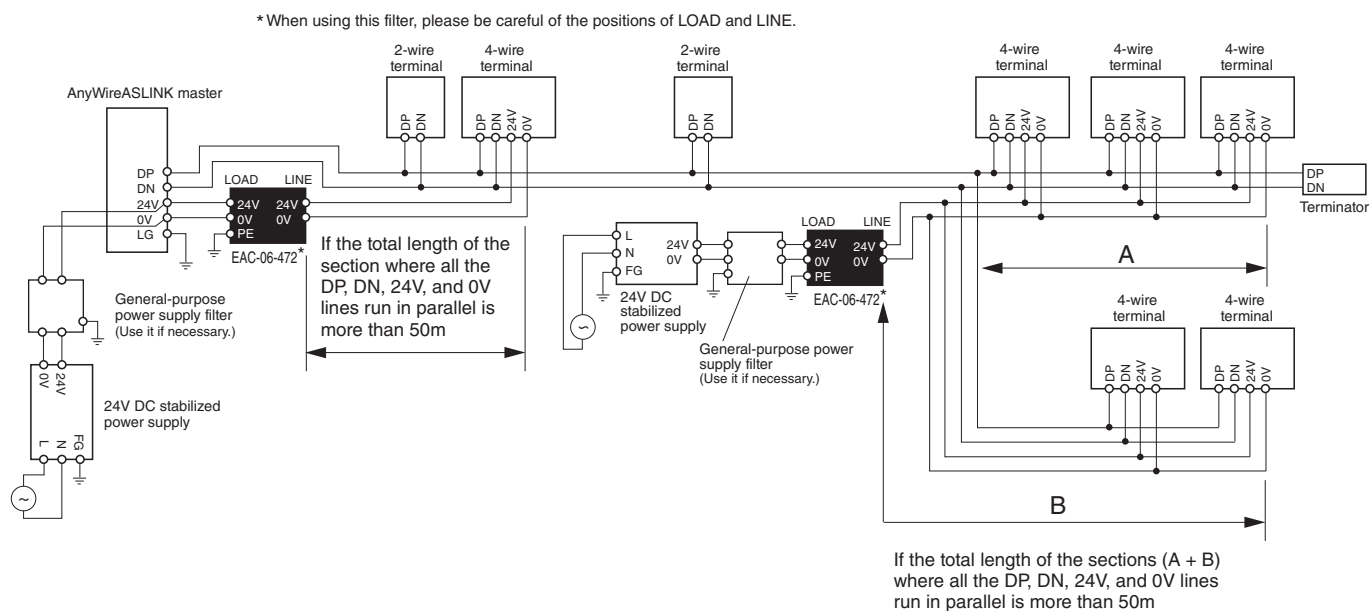 * When using this filter, please be careful of the positions of LOAD and LINE.
2-wire
terminal
4-wire
terminal
2-wire
terminal
4-wire
terminal
4-wire
terminal
4-wire
terminal
AnyWireASLINK master
DP
DN
DP
DN
24V
0V
DP
DN
DP
DN
24V
0V
DP
DN
24V
0V
DP
DN
24V
0V
DP
DN
24V
0V
LG
LOAD
LINE
24V
24V
0V
0V
PE
EAC-06-472*
DP
DN
Terminator
If the total length of the
section where all the
DP, DN, 24V, and 0V
lines run in parallel is
more than 50m
L
N
FG
24V
0V
24V DC
stabilized
power supply
LOAD
LINE
24V
24V
0V
0V
PE
EAC-06-472*
General-purpose power
supply filter
(Use it if necessary.)
A
General-purpose
power supply filter
(Use it if necessary.)
0V
24V
24V DC stabilized
power supply
L
N
FG
~
~
4-wire
terminal
4-wire
terminal
DP
DN
24V
0V
DP
DN
24V
0V
B
If the total length of the sections (A + B)
where all the DP, DN, 24V, and 0V lines
run in parallel is more than 50m